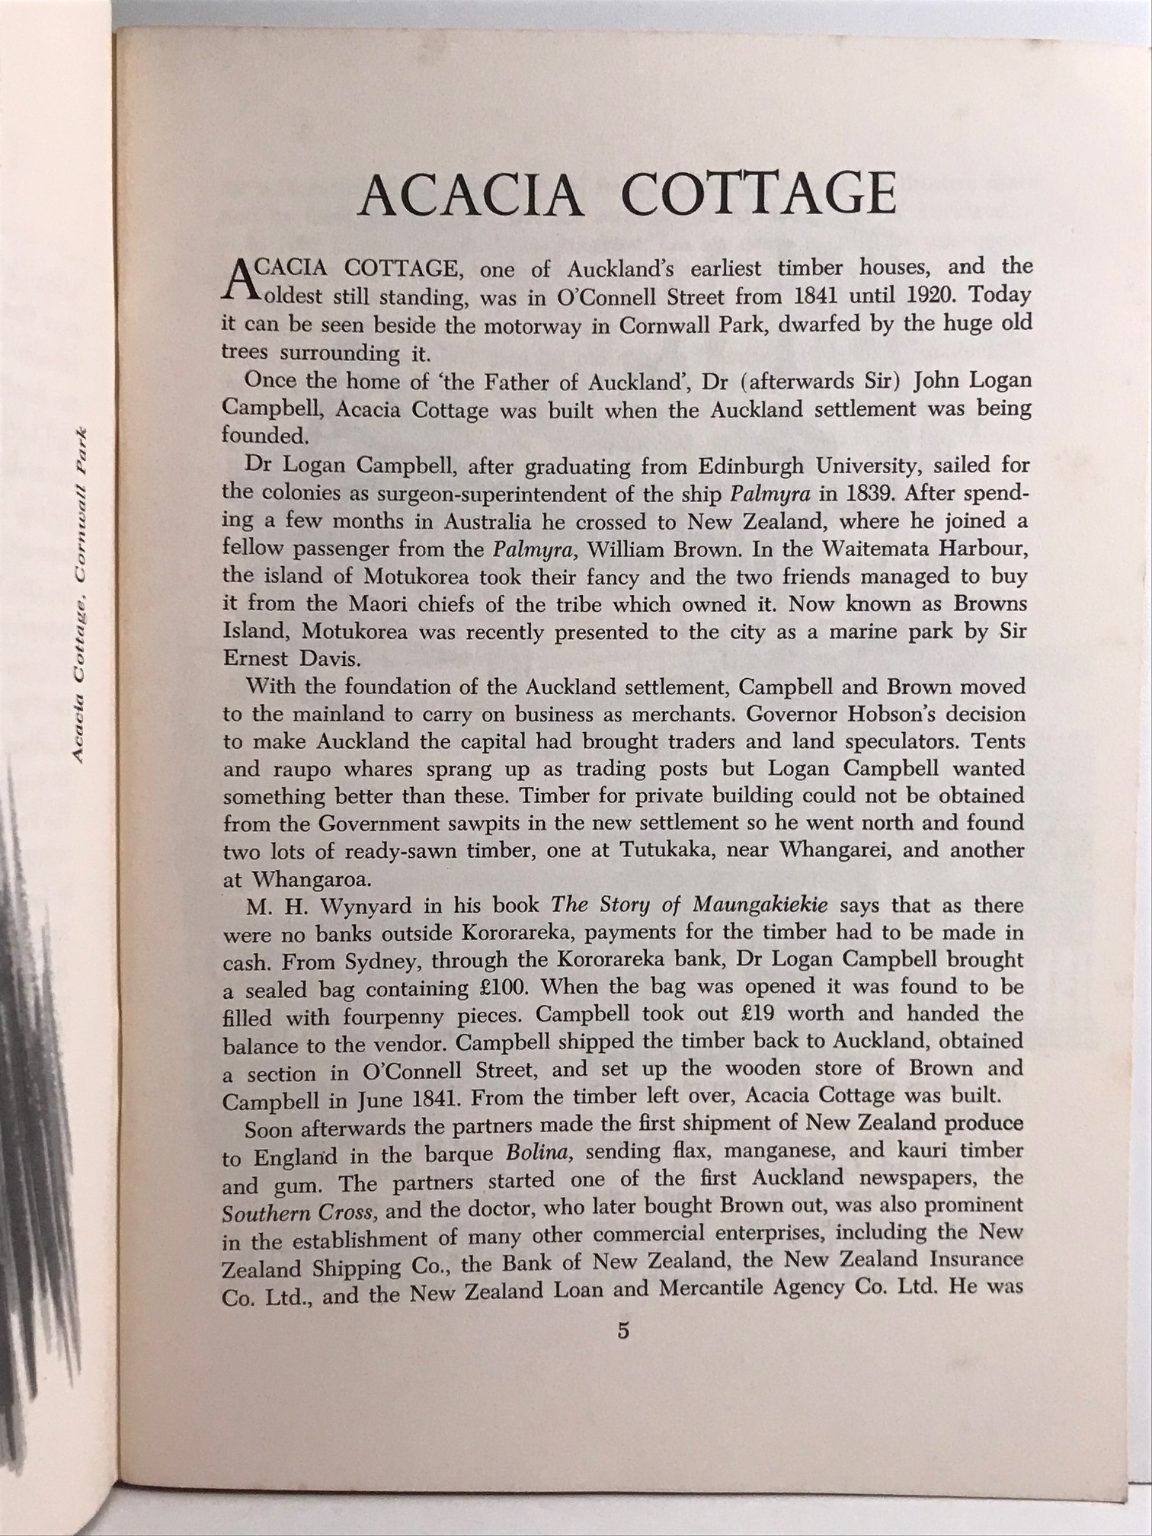 Acacia Cottage, Cornwall Park
ACACIA COTTAGE
ACACIA COTTAGE, one of Auckland's earliest timber houses, and the
oldest still standing, was in O'Connell Street from 1841 until 1920. Today
it can be seen beside the motorway in Cornwall Park, dwarfed by the huge old
trees surrounding it.
Once the home of 'the Father of Auckland', Dr (afterwards Sir) John Logan
Campbell, Acacia Cottage was built when the Auckland settlement was being
founded.
Dr Logan Campbell, after graduating from Edinburgh University, sailed for
the colonies as surgeon-superintendent of the ship Palmyra in 1839. After spend-
ing a few months in Australia he crossed to New Zealand, where he joined a
fellow passenger from the Palmyra, William Brown. In the Waitemata Harbour,
the island of Motukorea took their fancy and the two friends managed to buy
it from the Maori chiefs of the tribe which owned it. Now known as Browns
Island, Motukorea was recently presented to the city as a marine park by Sir
Ernest Davis.
With the foundation of the Auckland settlement, Campbell and Brown moved
to the mainland to carry on business as merchants. Governor Hobson's decision
to make Auckland the capital had brought traders and land speculators. Tents
and raupo whares sprang up as trading posts but Logan Campbell wanted
something better than these. Timber for private building could not be obtained
from the Government sawpits in the new settlement so he went north and found
two lots of ready-sawn timber, one at Tutukaka, near Whangarei, and another
at Whangaroa.
M. H. Wynyard in his book The Story of Maungakiekie says that as there
were no banks outside Kororareka, payments for the timber had to be made in
cash. From Sydney, through the Kororareka bank, Dr Logan Campbell brought
a sealed bag containing £100. When the bag was opened it was found to be
filled with fourpenny pieces. Campbell took out £19 worth and handed the
balance to the vendor. Campbell shipped the timber back to Auckland, obtained
a section in O'Connell Street, and set up the wooden store of Brown and
Campbell in June 1841. From the timber left over, Acacia Cottage was built.
Soon afterwards the partners made the first shipment of New Zealand produce
to England in the barque Bolina, sending flax, manganese, and kauri timber
and gum. The partners started one of the first Auckland newspapers, the
Southern Cross, and the doctor, who later bought Brown out, was also prominent
in the establishment of many other commercial enterprises, including the New
Zealand Shipping Co., the Bank of New Zealand, the New Zealand Insurance
Co. Ltd., and the New Zealand Loan and Mercantile Agency Co. Ltd. He was
5